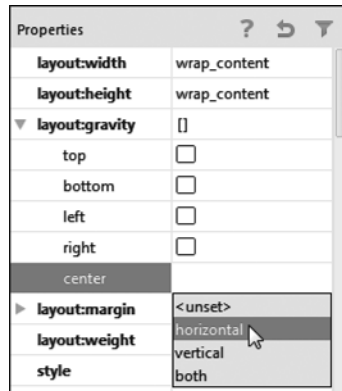 Properties ?
layout:width wrap_content
layout:height wrap_content
layout:gravity []
top
bottom
left
right
center
layout:margin <unset>
horizontal
layout:weight vertical
style both